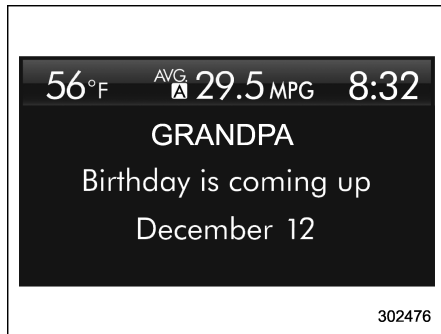 56°F AVG. A 29.5 MPG 8:32
GRANDPA
Birthday is coming up
December 12
302476